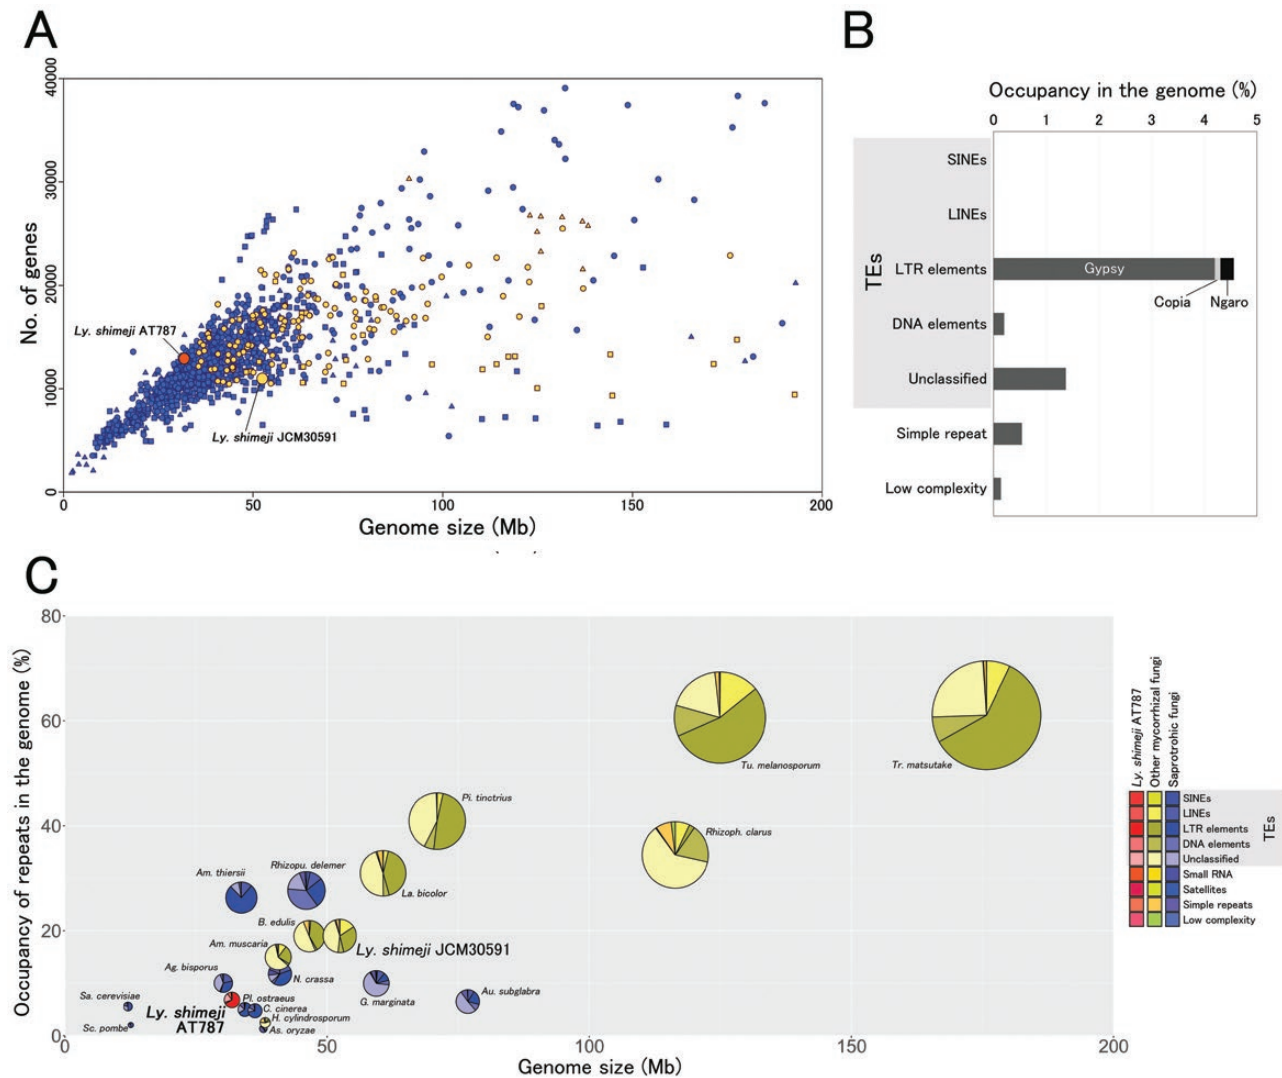 A
No. of genes
40000
30000
20000
10000
0
Ly. shimeji AT787
Ly. shimeji JCM30591
0 50 100 150 200
Genome size (Mb)
B
Occupancy in the genome (%)
0 1 2 3 4 5
TEs
SINEs
LINEs
LTR elements
Gypsy
Copia Ngaro
DNA elements
Unclassified
Simple repeat
Low complexity
C
Occupancy of repeats in the genome (%)
80
60
40
20
0
Tu. melanosporum
Tr. matsutake
Pi. tinctrius
Rhizoph. clarus
Rhizopu. delemer
Am. thiersii
La. bicolor
B. edulis
Ly. shimeji JCM30591
Am. muscaria
Ag. bisporus
N. crassa
G. marginata
Au. subglabra
Sa. cerevisiae
Pl. ostraeus
Ly. shimeji
AT787
C. cinerea
H. cylindrosporum
Sc. pombe
As. oryzae
0 50 100 150 200
Genome size (Mb)
Ly. shimeji AT787
Other mycorrhizal fungi
Saprotrohic fungi
SINEs
LINEs
LTR elements
DNA elements
Unclassified
TEs
Small RNA
Satellites
Simple repeats
Low complexity